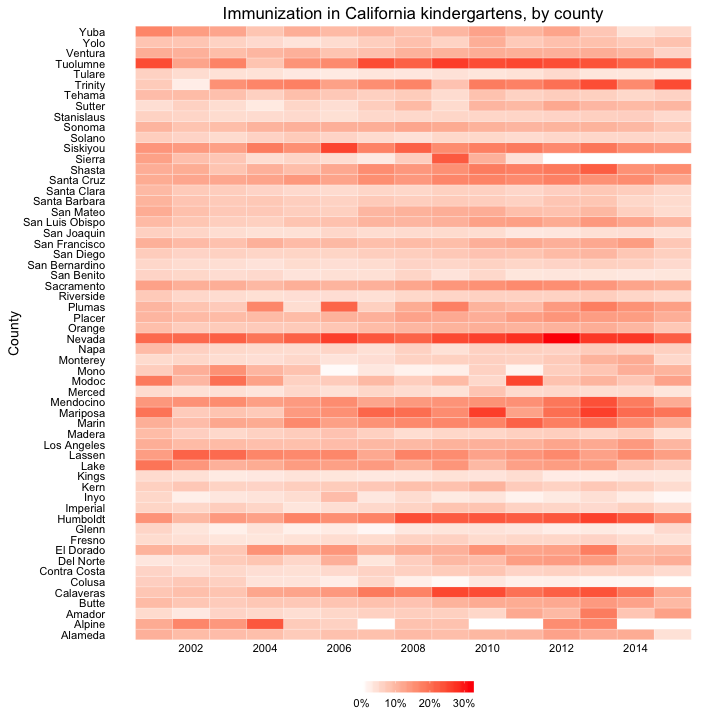 Immunization in California kindergartens, by county
County
Yuba
Yolo
Ventura
Tuolumne
Tulare
Trinity
Tehama
Sutter
Stanislaus
Sonoma
Solano
Siskiyou
Sierra
Shasta
Santa Cruz
Santa Clara
Santa Barbara
San Mateo
San Luis Obispo
San Joaquin
San Francisco
San Diego
San Bernardino
San Benito
Sacramento
Riverside
Plumas
Placer
Orange
Nevada
Napa
Monterey
Mono
Modoc
Merced
Mendocino
Mariposa
Marin
Madera
Los Angeles
Lassen
Lake
Kings
Kern
Inyo
Imperial
Humboldt
Glenn
Fresno
El Dorado
Del Norte
Contra Costa
Colusa
Calaveras
Butte
Amador
Alpine
Alameda
2002 2004 2006 2008 2010 2012 2014
0% 10% 20% 30%